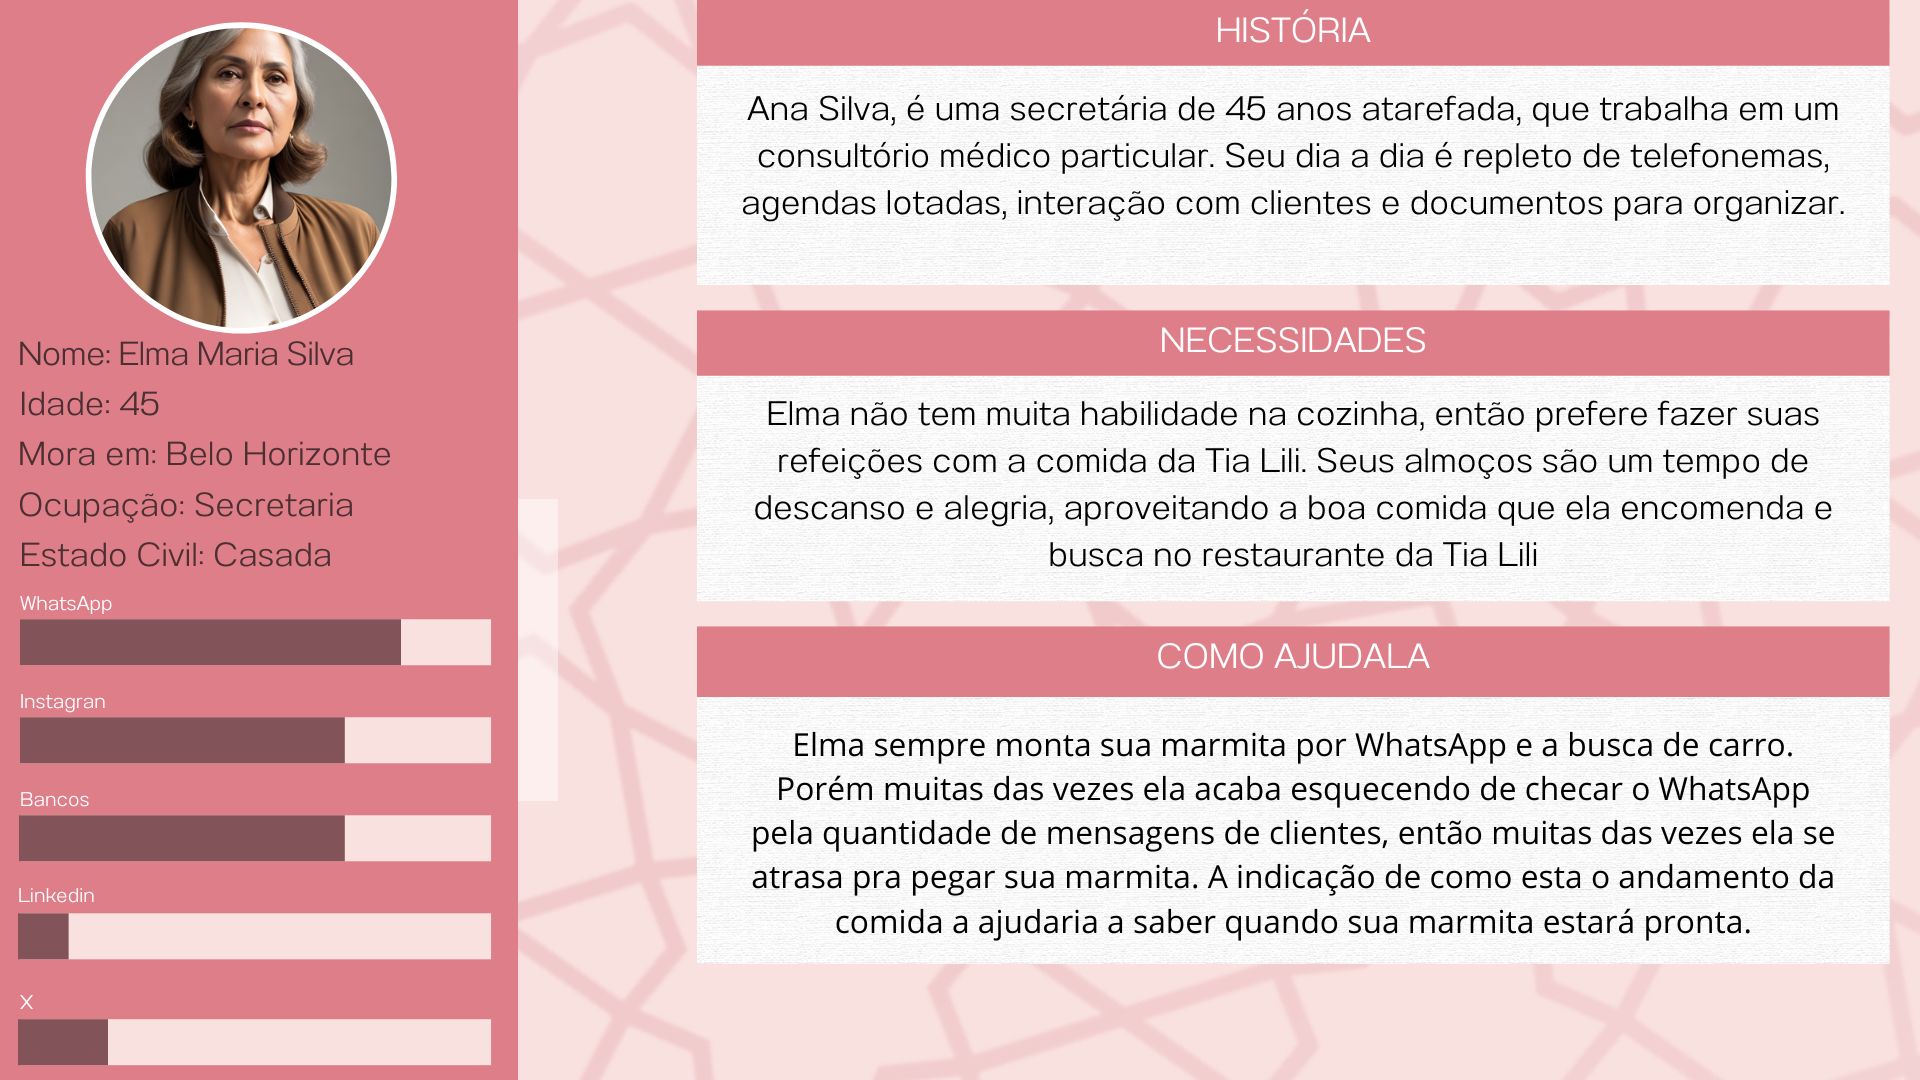 Nome: Elma Maria Silva
Idade: 45
Mora em: Belo Horizonte
Ocupação: Secretaria
Estado Civil: Casada
WhatsApp
Instagran
Bancos
Linkedin
X
HISTÓRIA
Ana Silva, é uma secretária de 45 anos atarefada, que trabalha em um
consultório médico particular. Seu dia a dia é repleto de telefonemas,
agendas lotadas, interação com clientes e documentos para organizar.
NECESSIDADES
Elma não tem muita habilidade na cozinha, então prefere fazer suas
refeições com a comida da Tia Lili. Seus almoços são um tempo de
descanso e alegria, aproveitando a boa comida que ela encomenda e
busca no restaurante da Tia Lili
COMO AJUDALA
Elma sempre monta sua marmita por WhatsApp e a busca de carro.
Porém muitas das vezes ela acaba esquecendo de checar o WhatsApp
pela quantidade de mensagens de clientes, então muitas das vezes ela se
atrasa pra pegar sua marmita. A indicação de como esta o andamento da
comida a ajudaria a saber quando sua marmita estará pronta.